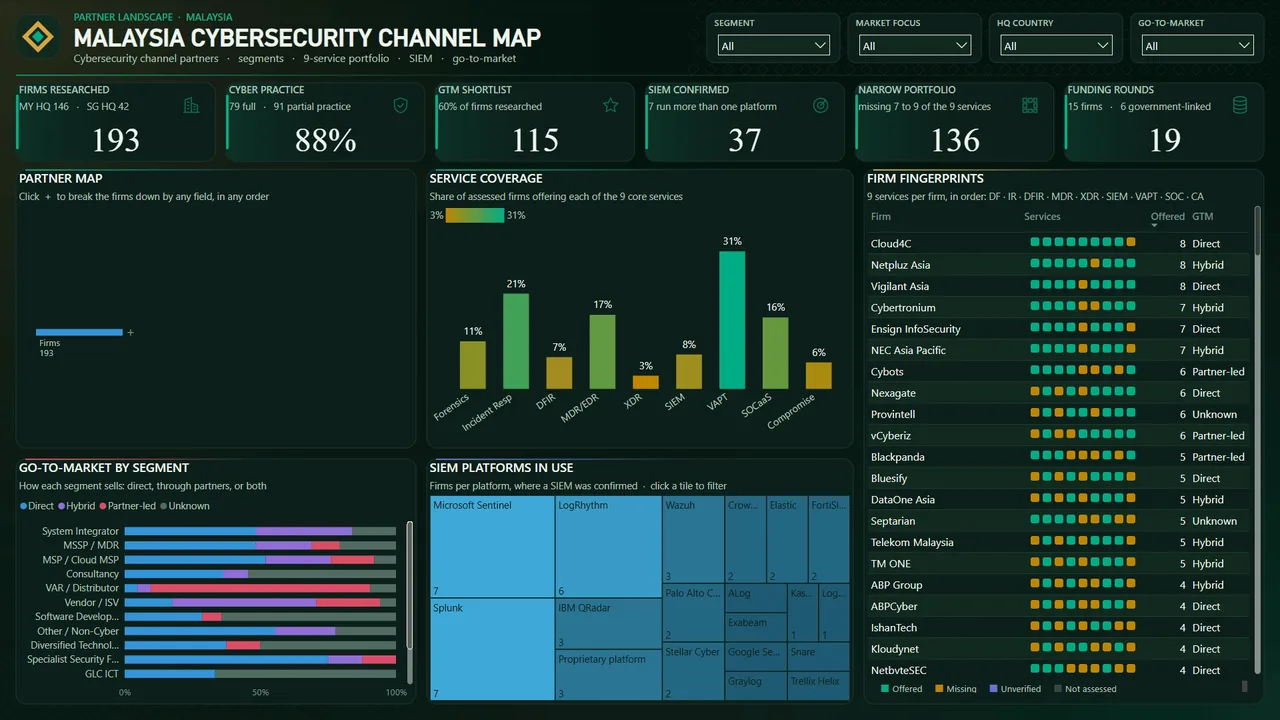 PARTNER LANDSCAPE · MALAYSIA
MALAYSIA CYBERSECURITY CHANNEL MAP
Cybersecurity channel partners · segments · 9-service portfolio · SIEM · go-to-market
SEGMENT
All
MARKET FOCUS
All
HQ COUNTRY
All
GO-TO-MARKET
All
FIRMS RESEARCHED
MY HQ 146 · SG HQ 42
193
CYBER PRACTICE
79 full · 91 partial practice
88%
GTM SHORTLIST
60% of firms researched
115
SIEM CONFIRMED
7 run more than one platform
37
NARROW PORTFOLIO
missing 7 to 9 of the 9 services
136
FUNDING ROUNDS
15 firms · 6 government-linked
19
PARTNER MAP
Click + to break the firms down by any field, in any order
Firms
193
+
SERVICE COVERAGE
Share of assessed firms offering each of the 9 core services
3% 31%
11%
21%
7%
17%
3%
8%
31%
16%
6%
Forensics
Incident Resp
DFIR
MDR/EDR
XDR
SIEM
VAPT
SOCaaS
Compromise
GO-TO-MARKET BY SEGMENT
How each segment sells: direct, through partners, or both
Direct Hybrid Partner-led Unknown
System Integrator
MSSP / MDR
MSP / Cloud MSP
Consultancy
VAR / Distributor
Vendor / ISV
Software Develop...
Other / Non-Cyber
Diversified Technol...
Specialist Security F...
GLC ICT
0% 50% 100%
SIEM PLATFORMS IN USE
Firms per platform, where a SIEM was confirmed · click a tile to filter
Microsoft Sentinel
7
Splunk
7
LogRhythm
6
IBM QRadar
3
Proprietary platform
3
Wazuh
3
Crow...
2
Elastic
2
FortiSI...
2
Palo Alto C...
2
Stellar Cyber
2
ALog
Exabeam
Kas...
1
Log...
1
Google Se...
Snare
Graylog
Trellix Helix
FIRM FINGERPRINTS
9 services per firm, in order: DF · IR · DFIR · MDR · XDR · SIEM · VAPT · SOC · CA
Firm Services Offered GTM
Cloud4C 8 Direct
Netpluz Asia 8 Hybrid
Vigilant Asia 8 Direct
Cybertronium 7 Hybrid
Ensign InfoSecurity 7 Direct
NEC Asia Pacific 7 Hybrid
Cybots 6 Partner-led
Nexagate 6 Direct
Provintell 6 Unknown
vCyberiz 6 Partner-led
Blackpanda 5 Partner-led
Bluesify 5 Direct
DataOne Asia 5 Hybrid
Septarian 5 Unknown
Telekom Malaysia 5 Hybrid
TM ONE 5 Hybrid
ABP Group 4 Hybrid
ABPCyber 4 Direct
IshanTech 4 Direct
Kloudynet 4 Direct
NetbyteSEC 4 Direct
Offered Missing Unverified Not assessed